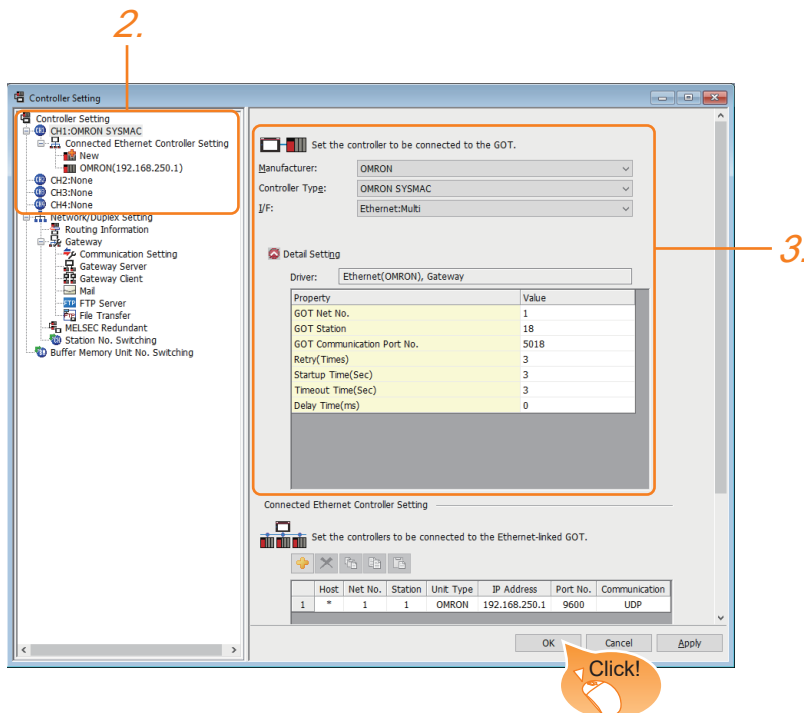 2.
Controller Setting
Controller Setting
CH1:OMRON SYSMAC
Connected Ethernet Controller Setting
New
OMRON(192.168.250.1)
CH2:None
CH3:None
CH4:None
Network/Duplex Setting
Routing Information
Gateway
Communication Setting
Gateway Server
Gateway Client
Mail
FTP Server
File Transfer
MELSEC Redundant
Station No. Switching
Buffer Memory Unit No. Switching
Set the controller to be connected to the GOT.
Manufacturer: OMRON
Controller Type: OMRON SYSMAC
I/F: Ethernet:Multi
3.
Detail Setting
Driver: Ethernet(OMRON), Gateway
Property Value
GOT Net No. 1
GOT Station 18
GOT Communication Port No. 5018
Retry(Times) 3
Startup Time(Sec) 3
Timeout Time(Sec) 3
Delay Time(ms) 0
Connected Ethernet Controller Setting
Set the controllers to be connected to the Ethernet-linked GOT.
Host Net No. Station Unit Type IP Address Port No. Communication
1 * 1 1 OMRON 192.168.250.1 9600 UDP
OK Cancel Apply
Click!